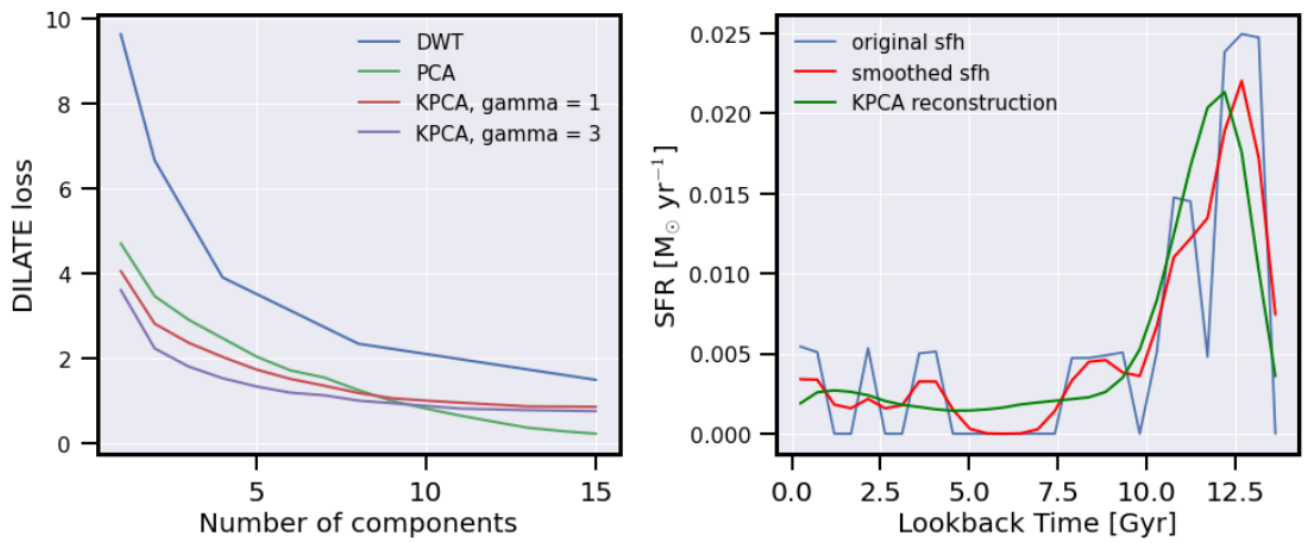 10
8
6
4
2
0
DILATE loss
DWT
PCA
KPCA, gamma = 1
KPCA, gamma = 3
5
10
15
Number of components
0.025
0.020
0.015
0.010
0.005
0.000
SFR [M⊙ yr⁻¹]
original sfh
smoothed sfh
KPCA reconstruction
0.0
2.5
5.0
7.5
10.0
12.5
Lookback Time [Gyr]